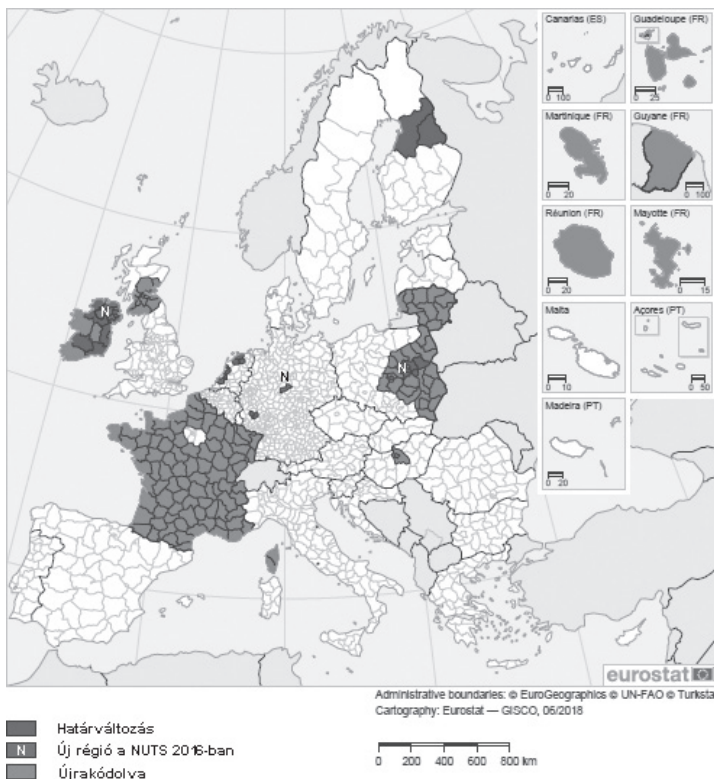 Canarias (ES)
0 100
Guadeloupe (FR)
0 25
Martinique (FR)
0 20
Guyane (FR)
0 100
Réunion (FR)
0 20
Mayotte (FR)
0 15
Malta
0 10
Açores (PT)
0 50
Madeira (PT)
0 20
N
N
N
eurostat
Administrative boundaries: © EuroGeographics © UN-FAO © Turksta
Cartography: Eurostat — GISCO, 06/2018
Határváltozás
N Új régió a NUTS 2016-ban
Újrakódolva
0 200 400 600 800 km